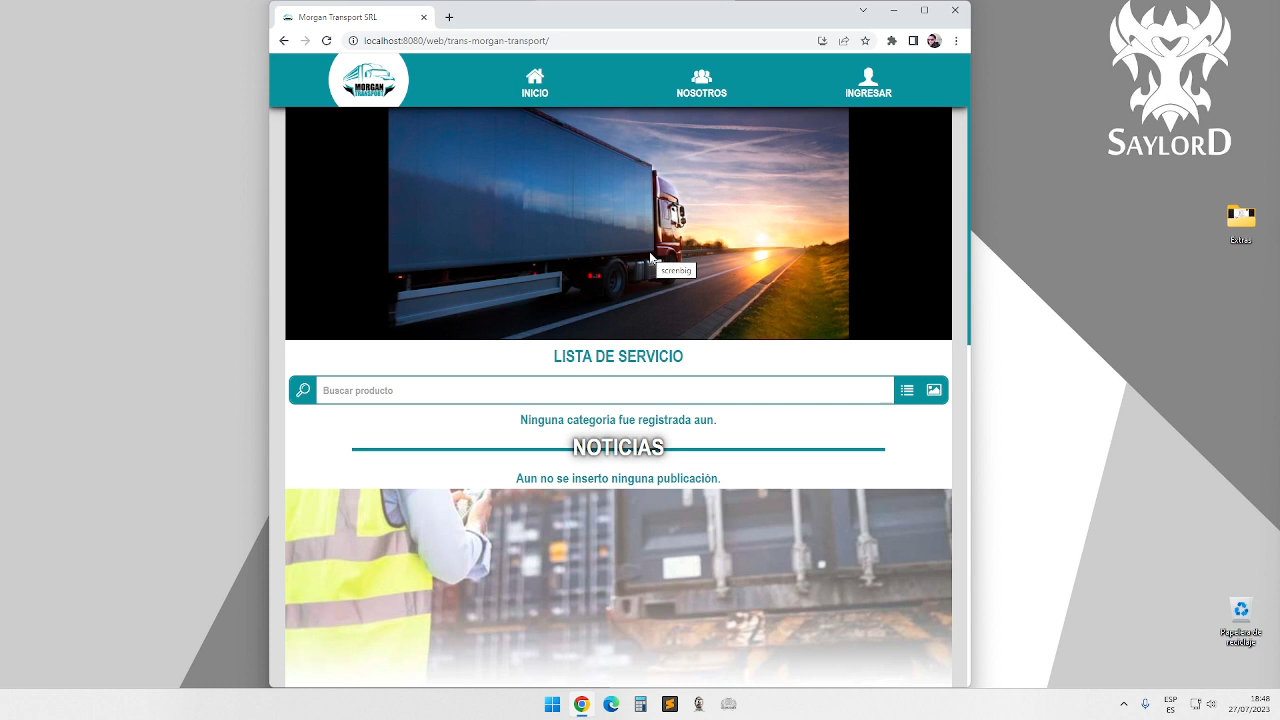 Morgan Transport SRL
localhost:8080/web/trans-morgan-transport/
MORGAN
TRANSPORT
INICIO
NOSOTROS
INGRESAR
SAYLORD
Extras
screnbig
LISTA DE SERVICIO
Buscar producto
Ninguna categoria fue registrada aun.
NOTICIAS
Aun no se inserto ninguna publicación.
Papelera de
reciclaje
ESP
ES
18:48
27/07/2023